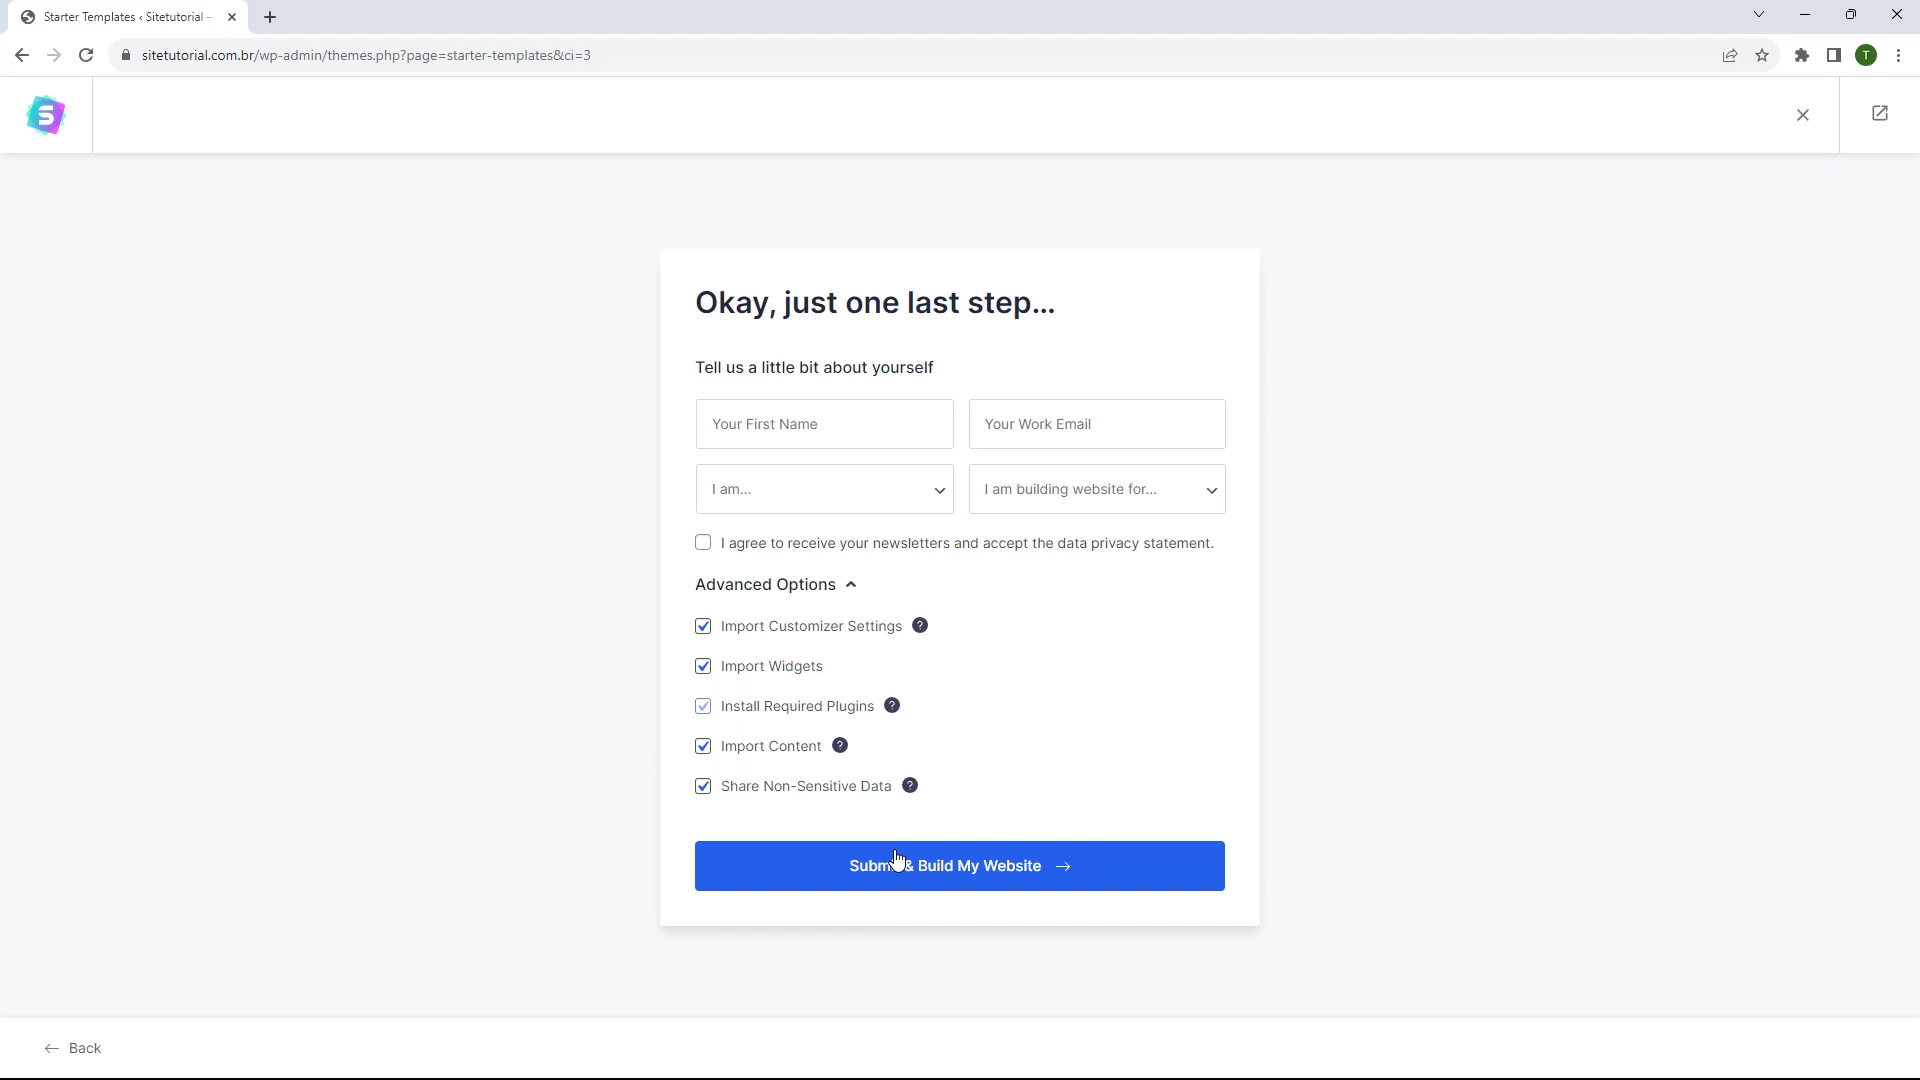 Starter Templates ‹ Sitetutorial –
sitetutorial.com.br/wp-admin/themes.php?page=starter-templates&ci=3
T
S
Okay, just one last step...
Tell us a little bit about yourself
Your First Name
Your Work Email
I am...
I am building website for...
I agree to receive your newsletters and accept the data privacy statement.
Advanced Options
Import Customizer Settings ?
Import Widgets
Install Required Plugins ?
Import Content ?
Share Non-Sensitive Data ?
& Build My Website →
← Back